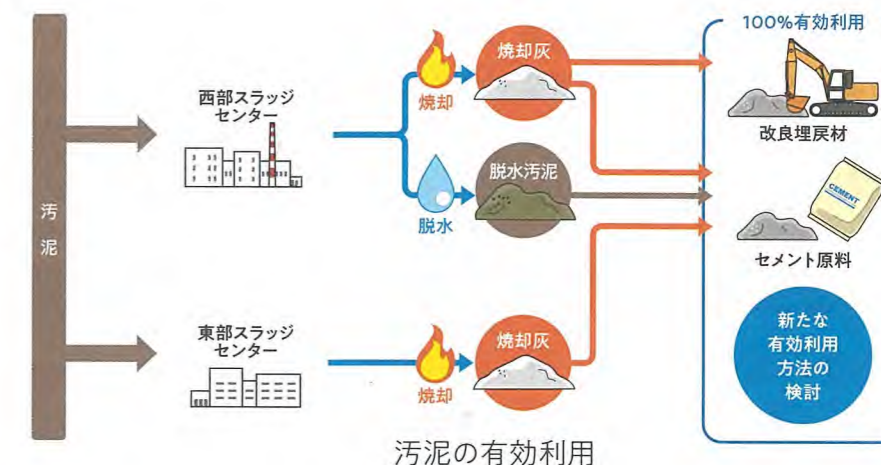 汚泥
西部スラッジ
センター
焼却
焼却灰
脱水
脱水汚泥
東部スラッジ
センター
焼却
焼却灰
100%有効利用
改良埋戻材
CEMENT
セメント原料
新たな
有効利用
方法の
検討
汚泥の有効利用